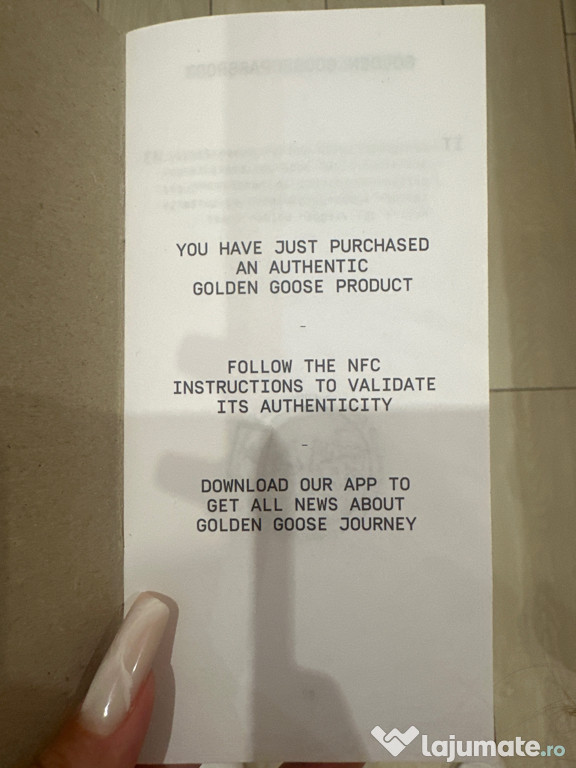 YOU HAVE JUST PURCHASED
AN AUTHENTIC
GOLDEN GOOSE PRODUCT
-
FOLLOW THE NFC
INSTRUCTIONS TO VALIDATE
ITS AUTHENTICITY
-
DOWNLOAD OUR APP TO
GET ALL NEWS ABOUT
GOLDEN GOOSE JOURNEY
lajumate.ro